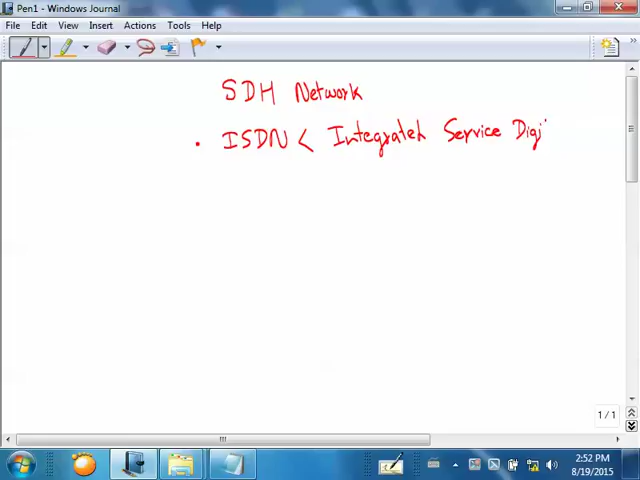 Pen1 - Windows Journal
File Edit View Insert Actions Tools Help
SDH Network
. ISDN < Integrated Service Digi
1 / 1
2:52 PM
8/19/2015